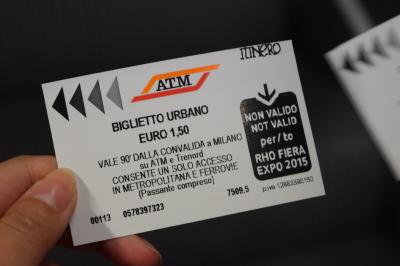 ITINERO
ATM
BIGLIETTO URBANO
EURO 1,50
VALE 90' DALLA CONVALIDA a MILANO
su ATM e Trenord
CONSENTE UN SOLO ACCESSO
IN METROPOLITANA E FERROVIE
(Passante compreso)
00113 0578397323 7509.5
NON VALIDO
NOT VALID
per/to
RHO FIERA
EXPO 2015
p.iva 12883390150